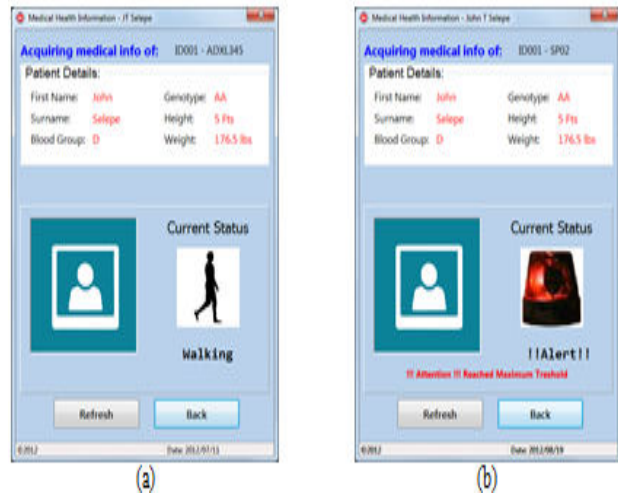 Medical Health Information - JT Selepe
Acquiring medical info of: ID001 - ADXL345
Patient Details:
First Name: John Genotype: AA
Surname: Selepe Height: 5 Fts
Blood Group: D Weight: 176.5 lbs
Current Status
Walking
Refresh Back
©2012 Date: 2012/07/11
(a)
Medical Health Information - John T Selepe
Acquiring medical info of: ID001 - SP02
Patient Details:
First Name: John Genotype: AA
Surname: Selepe Height: 5 Fts
Blood Group: D Weight: 176.5 lbs
Current Status
!!Alert!!
!!! Attention !!! Reached Maximum Treshold
Refresh Back
©2012 Date: 2012/08/19
(b)